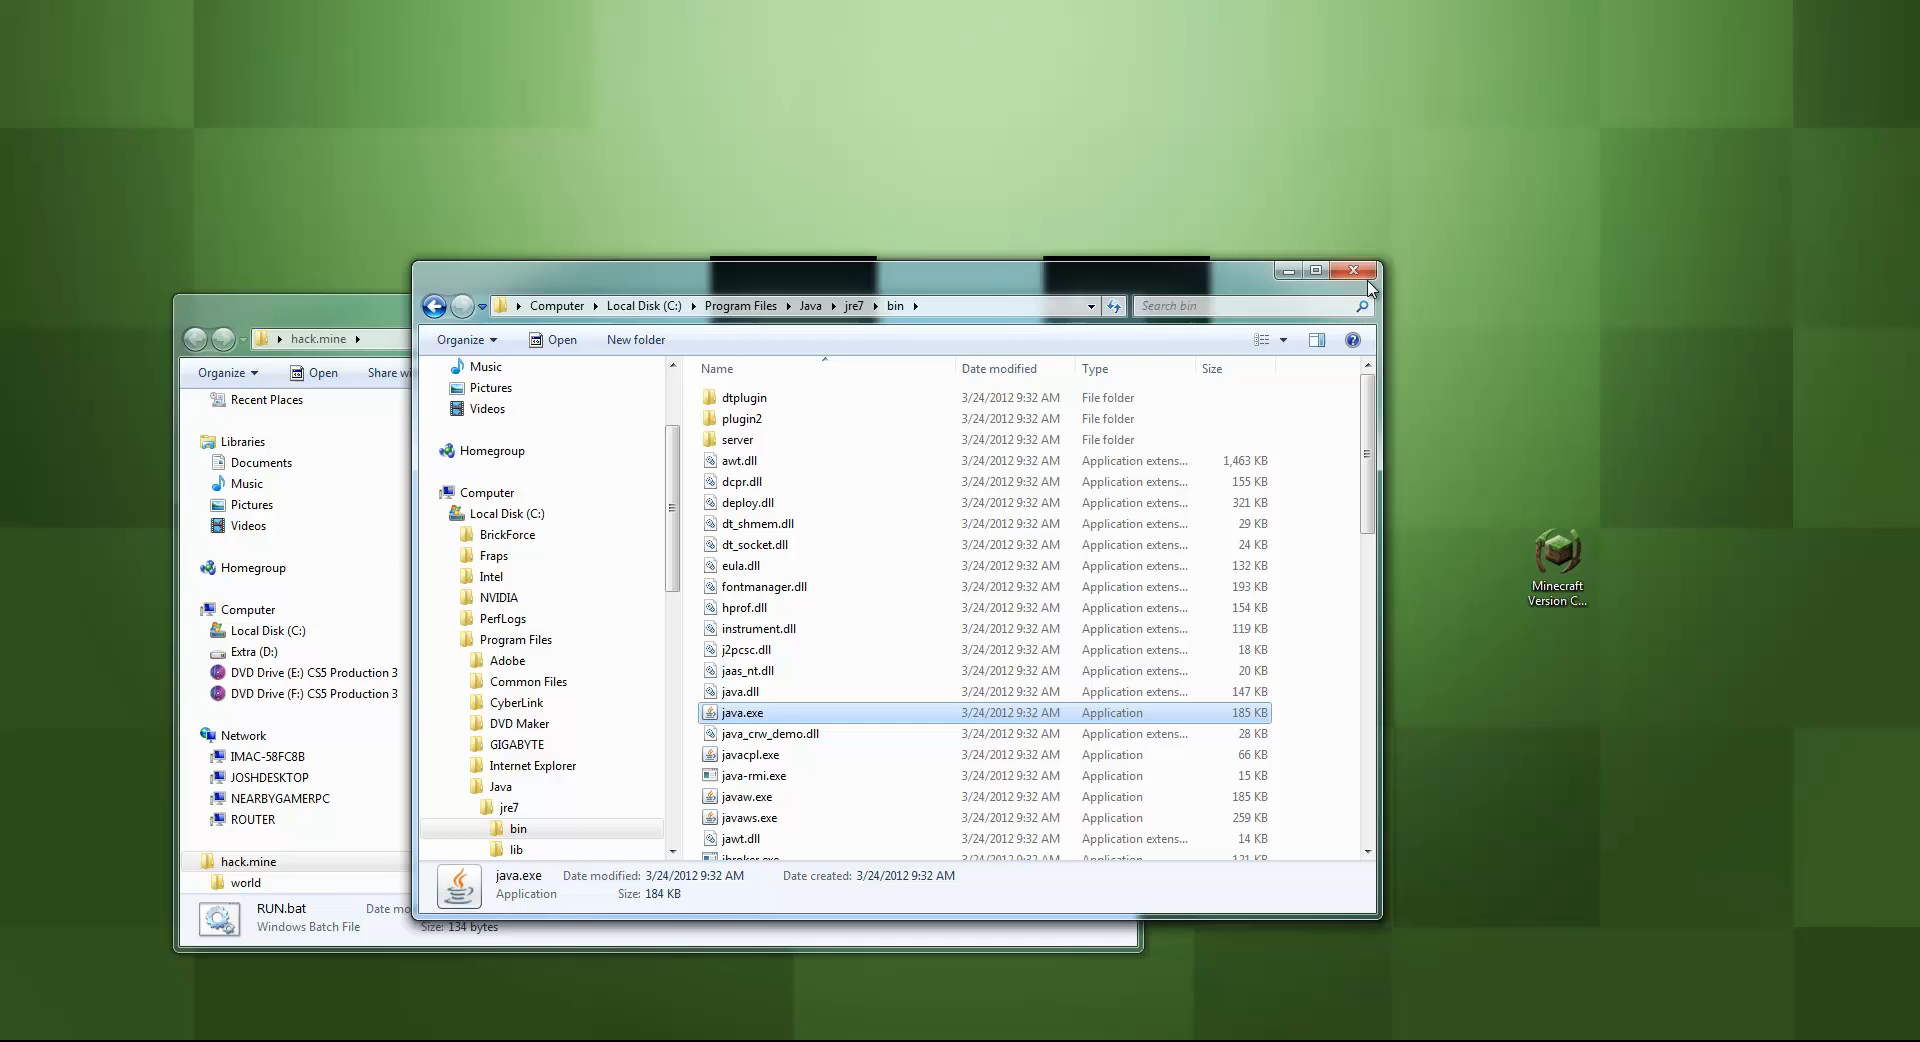 Computer Local Disk (C:) Program Files Java jre7 bin
Search bin
Organize Open New folder
Music
Pictures
Videos
Homegroup
Computer
Local Disk (C:)
BrickForce
Fraps
Intel
NVIDIA
PerfLogs
Program Files
Adobe
Common Files
CyberLink
DVD Maker
GIGABYTE
Internet Explorer
Java
jre7
bin
lib
Name Date modified Type Size
dtplugin 3/24/2012 9:32 AM File folder
plugin2 3/24/2012 9:32 AM File folder
server 3/24/2012 9:32 AM File folder
awt.dll 3/24/2012 9:32 AM Application extens... 1,463 KB
dcpr.dll 3/24/2012 9:32 AM Application extens... 155 KB
deploy.dll 3/24/2012 9:32 AM Application extens... 321 KB
dt_shmem.dll 3/24/2012 9:32 AM Application extens... 29 KB
dt_socket.dll 3/24/2012 9:32 AM Application extens... 24 KB
eula.dll 3/24/2012 9:32 AM Application extens... 132 KB
fontmanager.dll 3/24/2012 9:32 AM Application extens... 193 KB
hprof.dll 3/24/2012 9:32 AM Application extens... 154 KB
instrument.dll 3/24/2012 9:32 AM Application extens... 119 KB
j2pcsc.dll 3/24/2012 9:32 AM Application extens... 18 KB
jaas_nt.dll 3/24/2012 9:32 AM Application extens... 20 KB
java.dll 3/24/2012 9:32 AM Application extens... 147 KB
java.exe 3/24/2012 9:32 AM Application 185 KB
java_crw_demo.dll 3/24/2012 9:32 AM Application extens... 28 KB
javacpl.exe 3/24/2012 9:32 AM Application 66 KB
java-rmi.exe 3/24/2012 9:32 AM Application 15 KB
javaw.exe 3/24/2012 9:32 AM Application 185 KB
javaws.exe 3/24/2012 9:32 AM Application 259 KB
jawt.dll 3/24/2012 9:32 AM Application extens... 14 KB
java.exe Date modified: 3/24/2012 9:32 AM Date created: 3/24/2012 9:32 AM
Application Size: 184 KB
hack.mine
Organize Open Share wi
Recent Places
Libraries
Documents
Music
Pictures
Videos
Homegroup
Computer
Local Disk (C:)
Extra (D:)
DVD Drive (E:) CS5 Production 3
DVD Drive (F:) CS5 Production 3
Network
IMAC-58FC8B
JOSHDESKTOP
NEARBYGAMERPC
ROUTER
hack.mine
world
RUN.bat Date mo
Windows Batch File Size: 134 bytes
Minecraft
Version C...